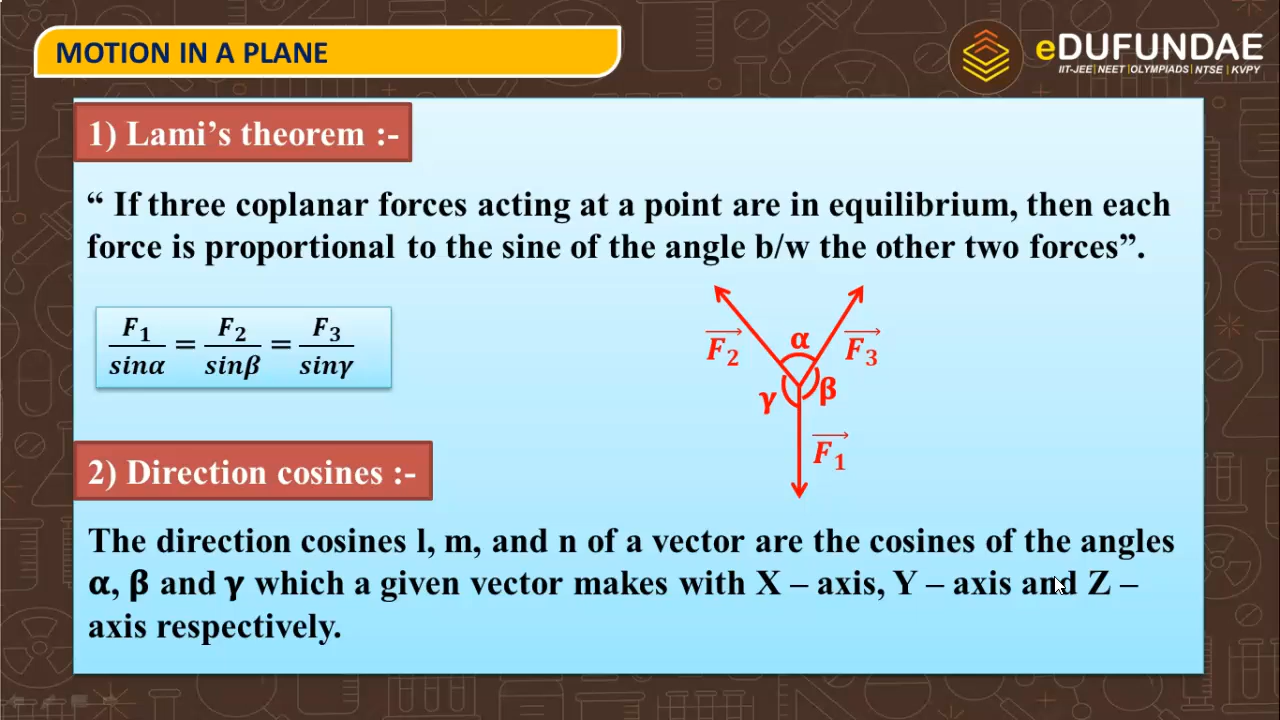 MOTION IN A PLANE
eDUFUNDAE
IIT-JEE|NEET|OLYMPIADS|NTSE|KVPY
1) Lami’s theorem :-
“ If three coplanar forces acting at a point are in equilibrium, then each
force is proportional to the sine of the angle b/w the other two forces”.
F₁/sinα = F₂/sinβ = F₃/sinγ
F₂ α F₃
γ β
F₁
2) Direction cosines :-
The direction cosines l, m, and n of a vector are the cosines of the angles
α, β and γ which a given vector makes with X – axis, Y – axis and Z –
axis respectively.